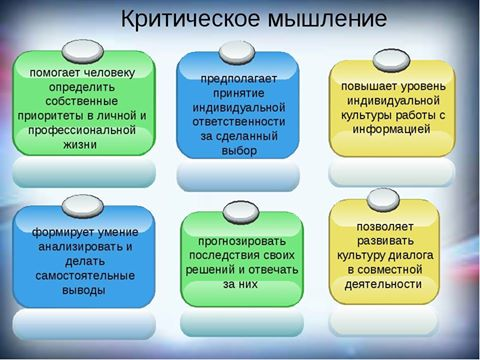 Критическое мышление
помогает человеку
определить
собственные
приоритеты в личной и
профессиональной
жизни
предполагает
принятие
индивидуальной
ответственности
за сделанный
выбор
повышает уровень
индивидуальной
культуры работы с
информацией
формирует умение
анализировать и
делать
самостоятельные
выводы
прогнозировать
последствия своих
решений и отвечать
за них
позволяет
развивать
культуру диалога
в совместной
деятельности